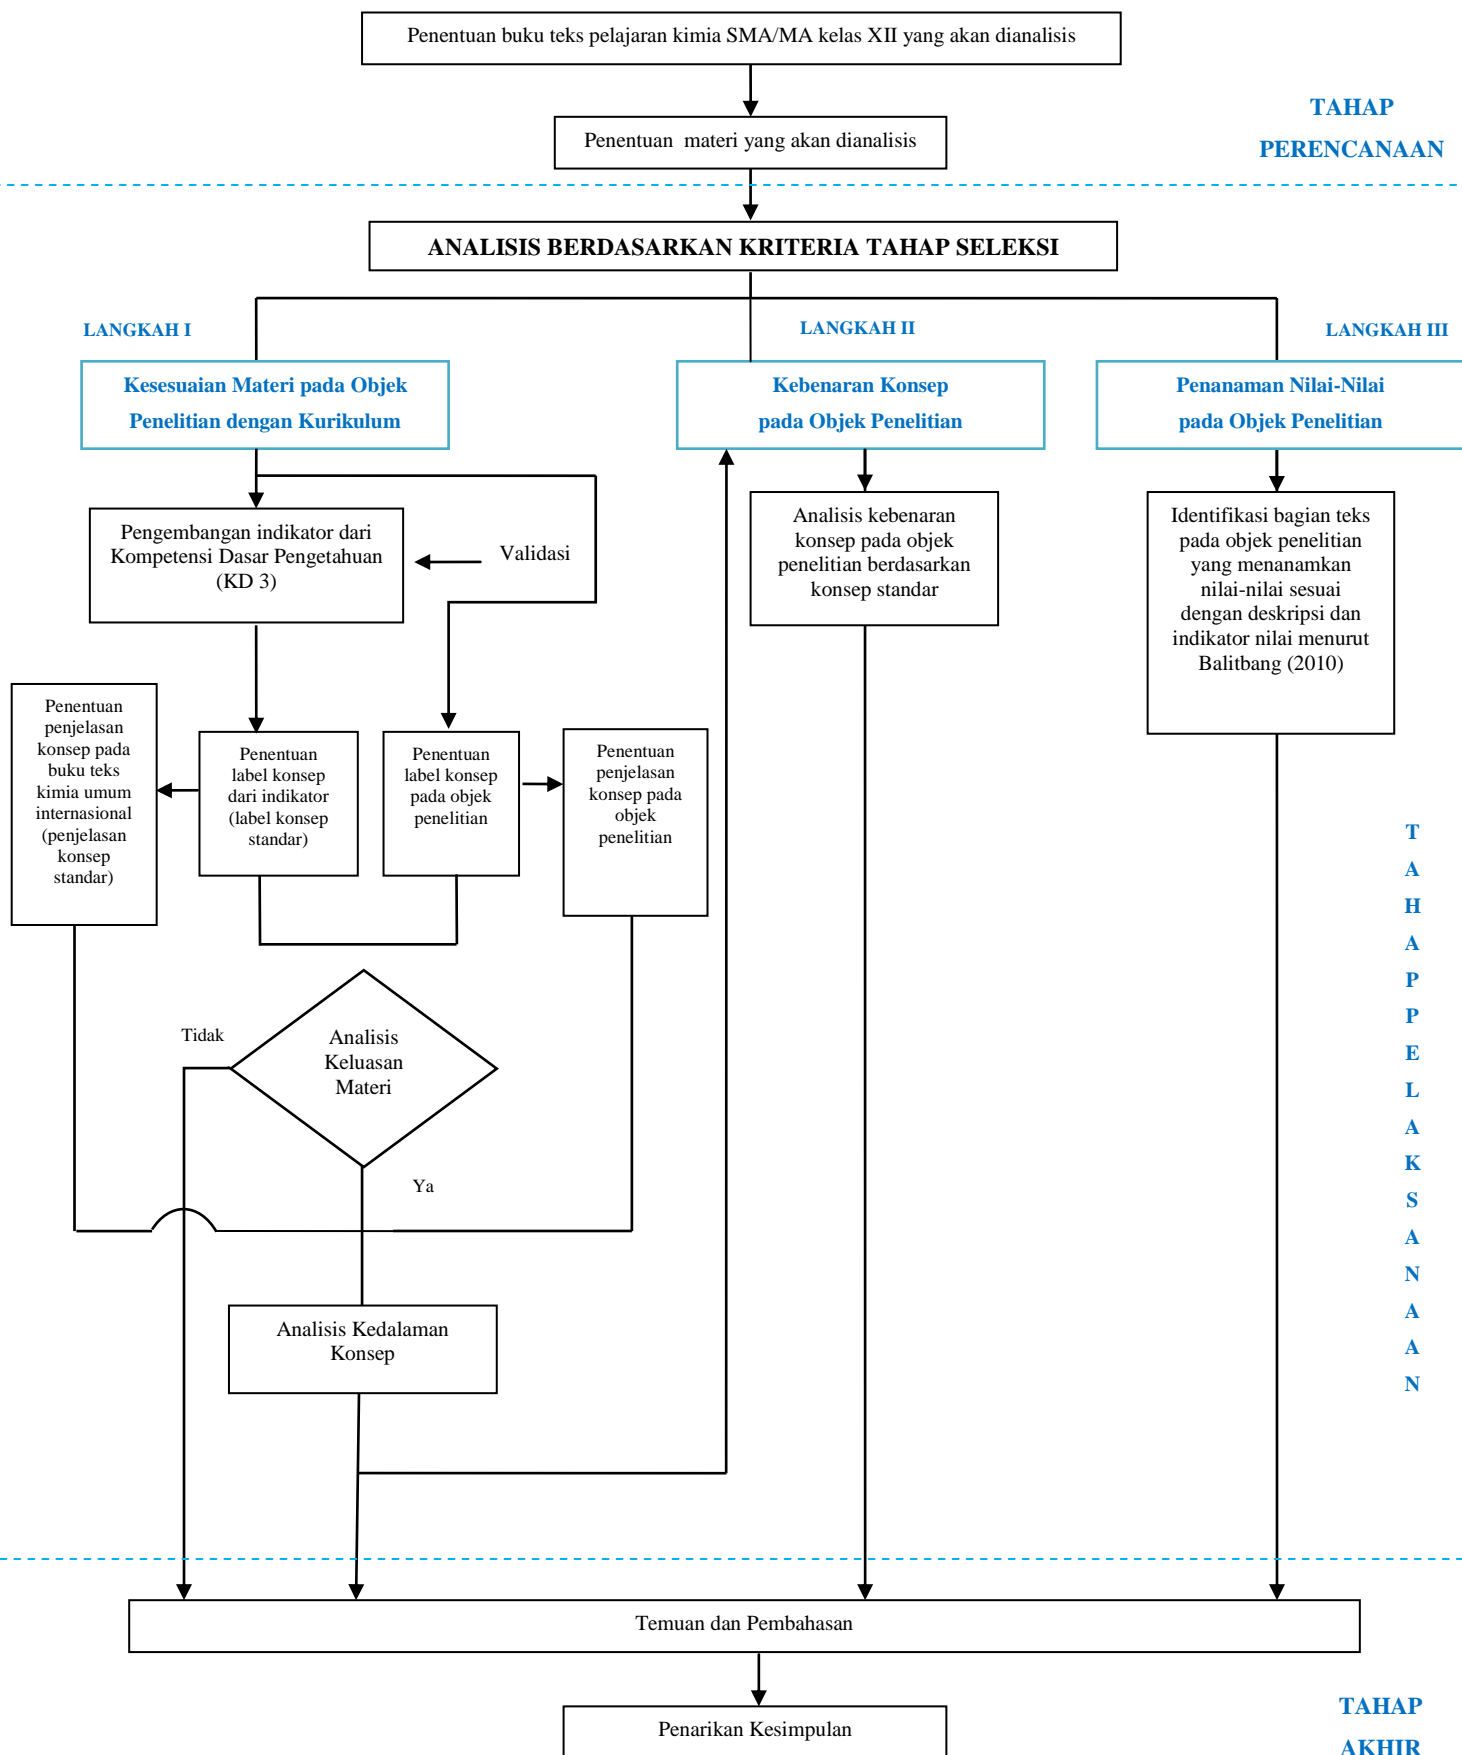 Penentuan buku teks pelajaran kimia SMA/MA kelas XII yang akan dianalisis
TAHAP
PERENCANAAN
Penentuan materi yang akan dianalisis
ANALISIS BERDASARKAN KRITERIA TAHAP SELEKSI
LANGKAH I
LANGKAH II
LANGKAH III
Kesesuaian Materi pada Objek
Penelitian dengan Kurikulum
Kebenaran Konsep
pada Objek Penelitian
Penanaman Nilai-Nilai
pada Objek Penelitian
Pengembangan indikator dari
Kompetensi Dasar Pengetahuan
(KD 3)
Validasi
Analisis kebenaran
konsep pada objek
penelitian berdasarkan
konsep standar
Identifikasi bagian teks
pada objek penelitian
yang menanamkan
nilai-nilai sesuai
dengan deskripsi dan
indikator nilai menurut
Balitbang (2010)
Penentuan
penjelasan
konsep pada
buku teks
kimia umum
internasional
(penjelasan
konsep
standar)
Penentuan
label konsep
dari indikator
(label konsep
standar)
Penentuan
label konsep
pada objek
penelitian
Penentuan
penjelasan
konsep pada
objek
penelitian
T
A
H
A
P
P
E
L
A
K
S
A
N
A
A
N
Tidak
Analisis
Keluasan
Materi
Ya
Analisis Kedalaman
Konsep
Temuan dan Pembahasan
Penarikan Kesimpulan
TAHAP
AKHIR